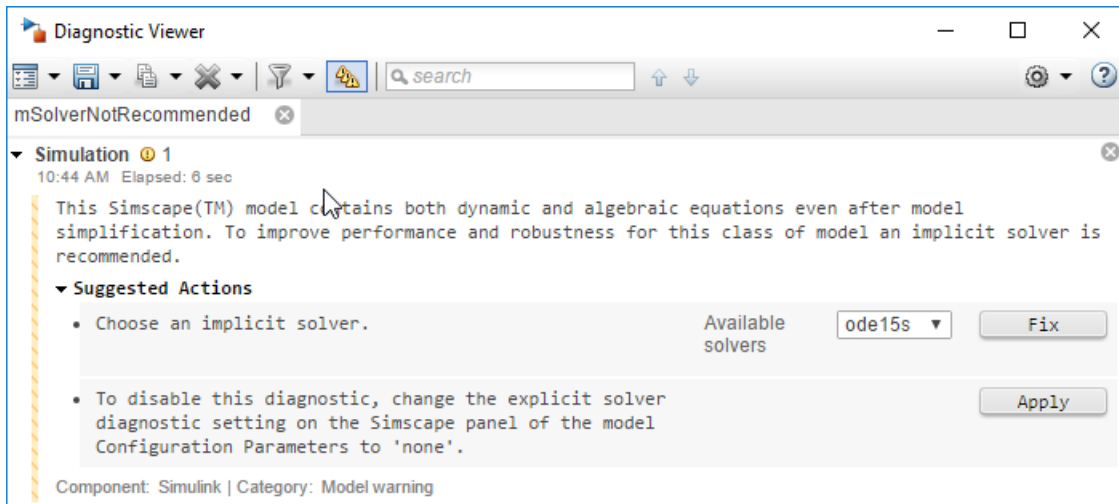 Diagnostic Viewer
search
mSolverNotRecommended
Simulation 1
10:44 AM Elapsed: 6 sec
This Simscape(TM) model contains both dynamic and algebraic equations even after model
simplification. To improve performance and robustness for this class of model an implicit solver is
recommended.
Suggested Actions
• Choose an implicit solver.
Available
solvers
ode15s
Fix
• To disable this diagnostic, change the explicit solver
diagnostic setting on the Simscape panel of the model
Configuration Parameters to 'none'.
Apply
Component: Simulink | Category: Model warning